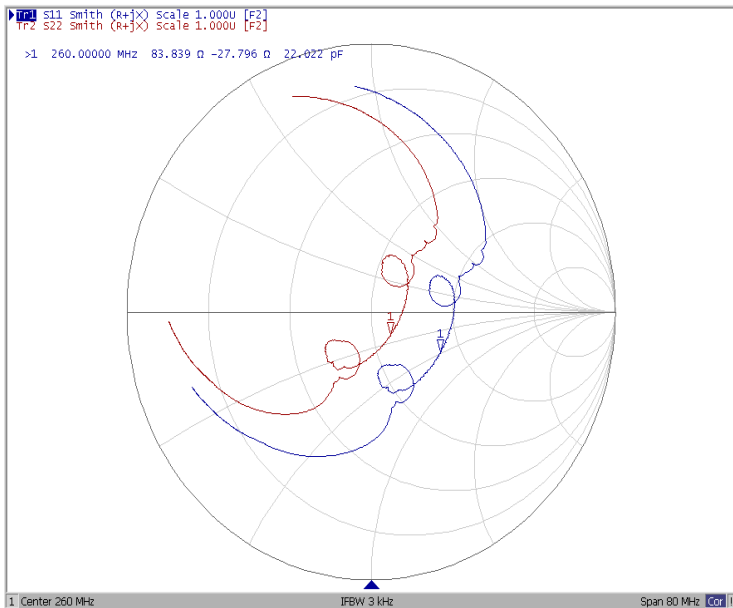 Tr1 S11 Smith (R+jX) Scale 1.000U [F2]
Tr2 S22 Smith (R+jX) Scale 1.000U [F2]
>1 260.00000 MHz 83.839 Ω -27.796 Ω 22.022 pF
1
1
1 Center 260 MHz IFBW 3 kHz Span 80 MHz Cor